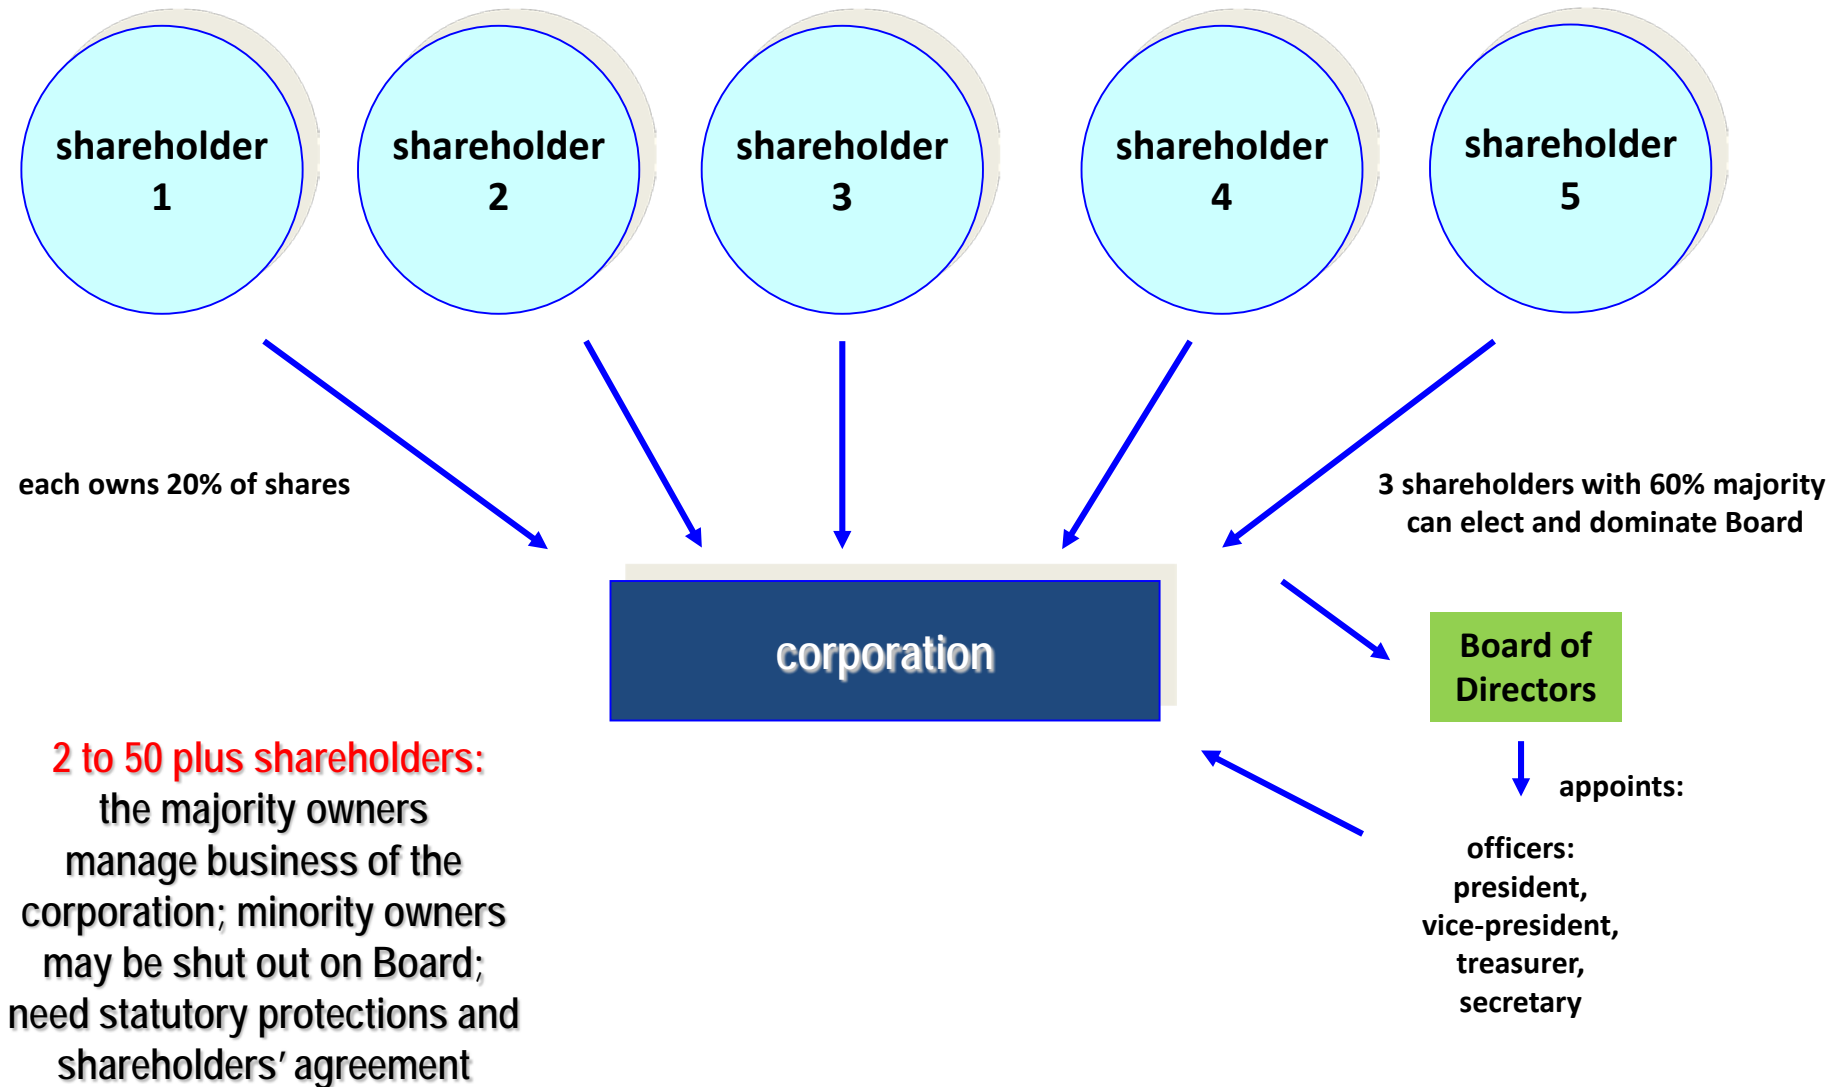 shareholder
1
shareholder
2
shareholder
3
shareholder
4
shareholder
5
each owns 20% of shares
3 shareholders with 60% majority
can elect and dominate Board
corporation
Board of
Directors
appoints:
officers:
president,
vice-president,
treasurer,
secretary
2 to 50 plus shareholders:
the majority owners
manage business of the
corporation; minority owners
may be shut out on Board;
need statutory protections and
shareholders’ agreement